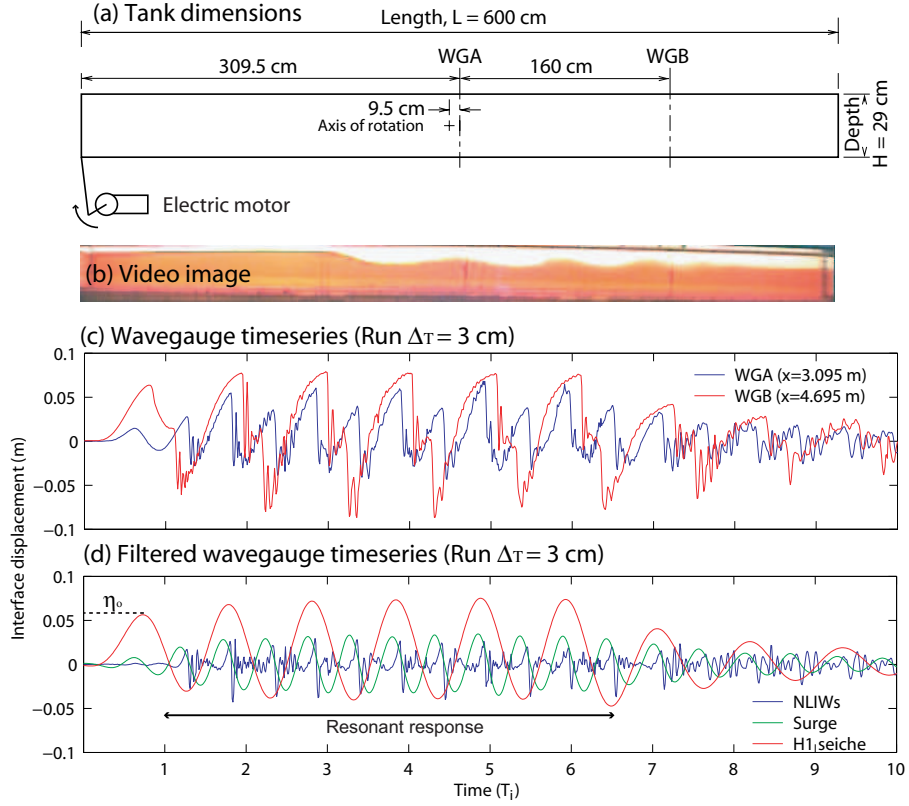 (a) Tank dimensions
Length, L = 600 cm
WGA
WGB
309.5 cm
160 cm
9.5 cm
Axis of rotation
Depth
H = 29 cm
Electric motor
(b) Video image
(c) Wavegauge timeseries (Run ΔT = 3 cm)
0.1
0.05
0
-0.05
-0.1
WGA (x=3.095 m)
WGB (x=4.695 m)
Interface displacement (m)
(d) Filtered wavegauge timeseries (Run ΔT = 3 cm)
0.1
0.05
0
-0.05
-0.1
ηo
Resonant response
NLIWs
Surge
H1 seiche
1 2 3 4 5 6 7 8 9 10
Time (Ti)